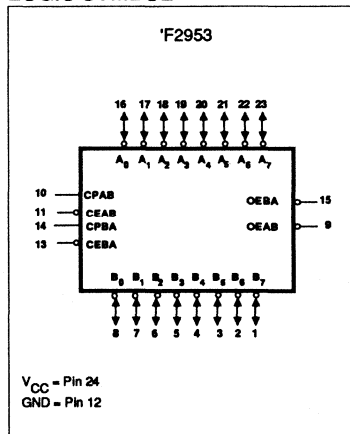 'F2953
16 17 18 19 20 21 22 23
A0 A1 A2 A3 A4 A5 A6 A7
10 CPAB
11 CEAB
14 CPBA
13 CEBA
OEBA 15
OEAB 9
B0 B1 B2 B3 B4 B5 B6 B7
8 7 6 5 4 3 2 1
VCC = Pin 24
GND = Pin 12